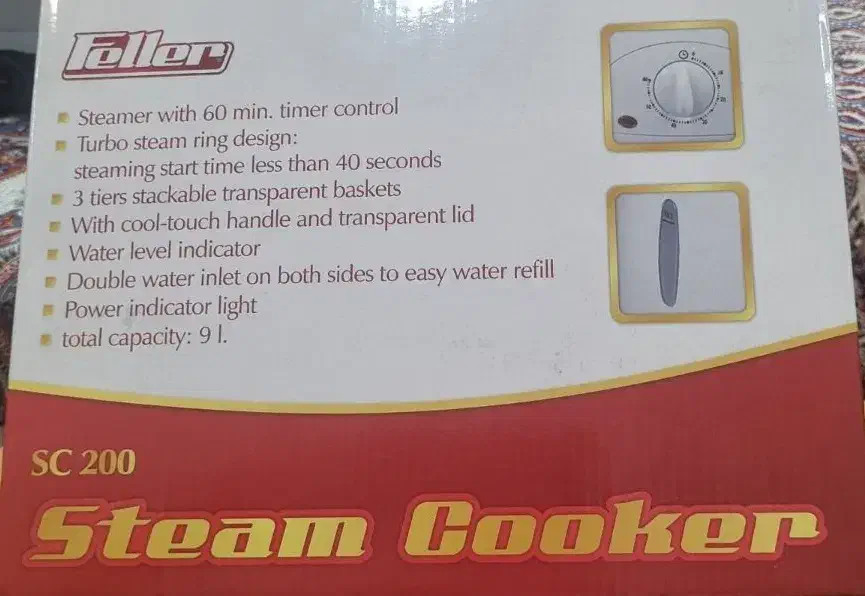 Feller
Steamer with 60 min. timer control
Turbo steam ring design:
steaming start time less than 40 seconds
3 tiers stackable transparent baskets
With cool-touch handle and transparent lid
Water level indicator
Double water inlet on both sides to easy water refill
Power indicator light
total capacity: 9 l.
SC 200
Steam Cooker